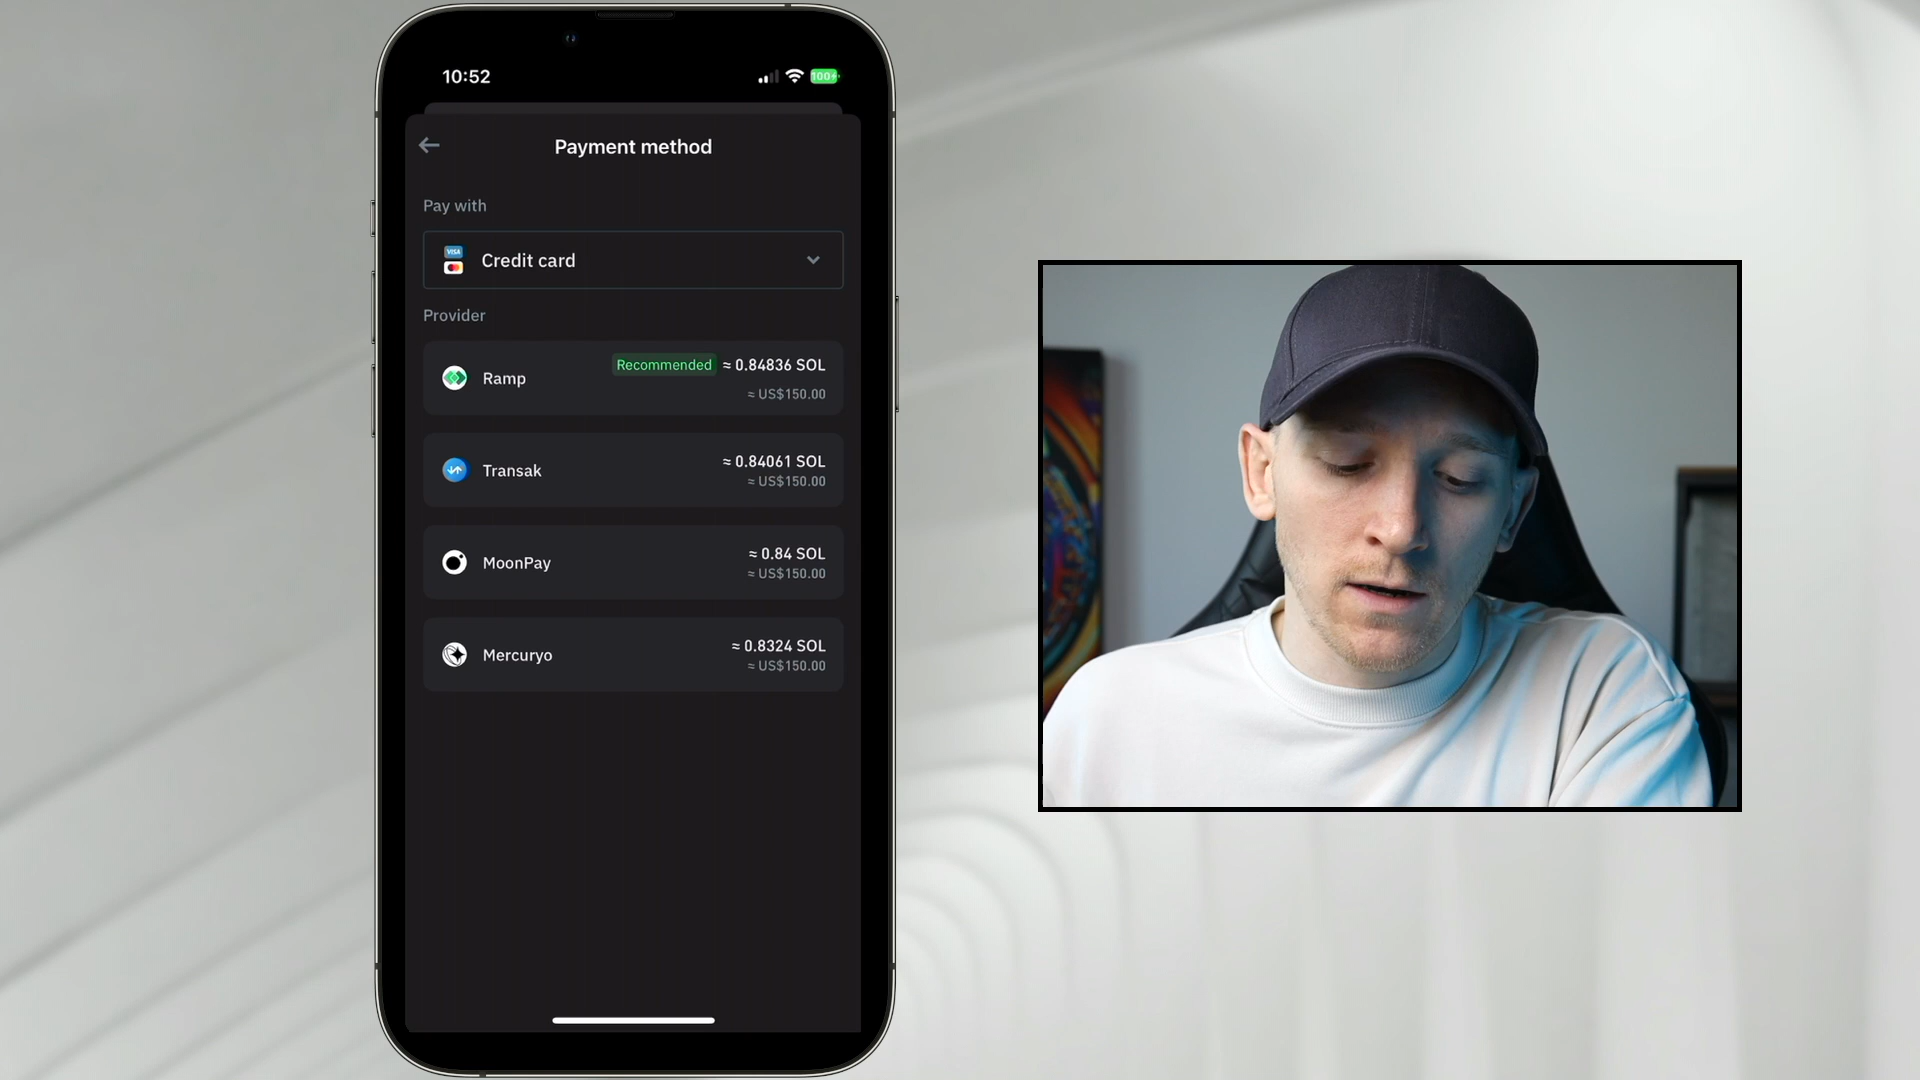 10:52
100
Payment method
Pay with
VISA
Credit card
Provider
Ramp
Recommended ≈ 0.84836 SOL
≈ US$150.00
Transak
≈ 0.84061 SOL
≈ US$150.00
MoonPay
≈ 0.84 SOL
≈ US$150.00
Mercuryo
≈ 0.8324 SOL
≈ US$150.00